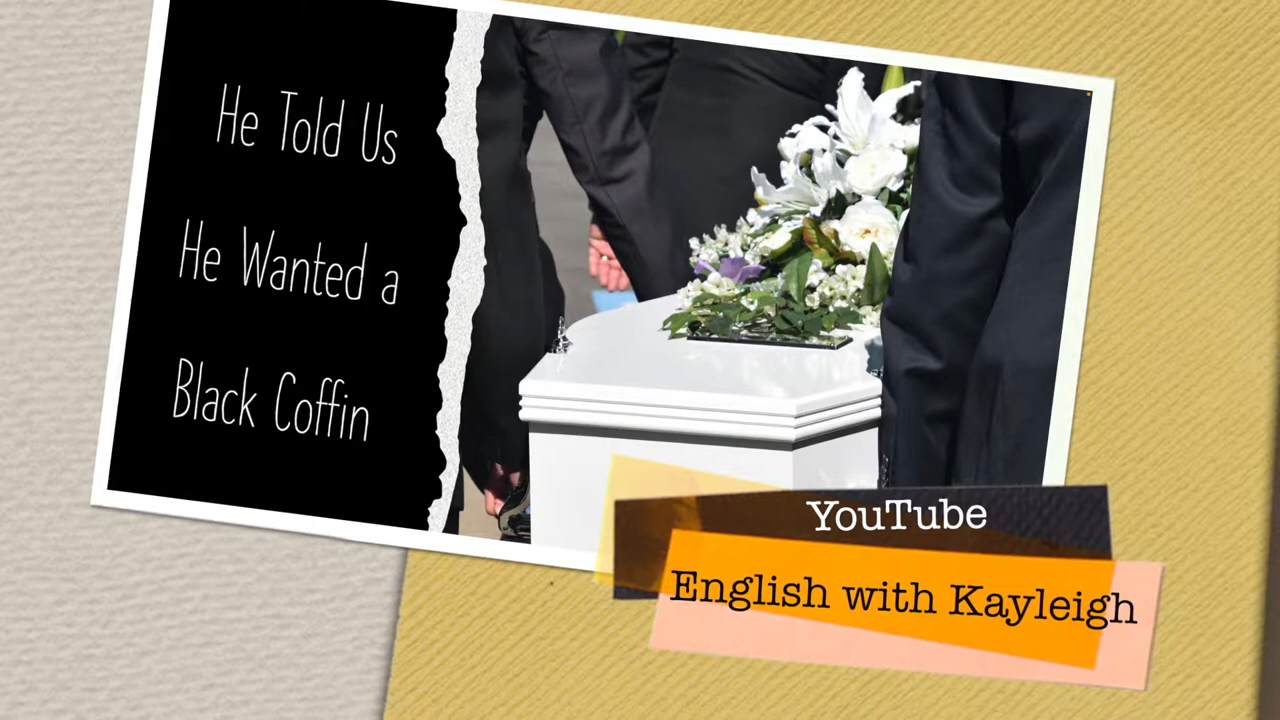 He Told Us
He Wanted a
Black Coffin
YouTube
English with Kayleigh